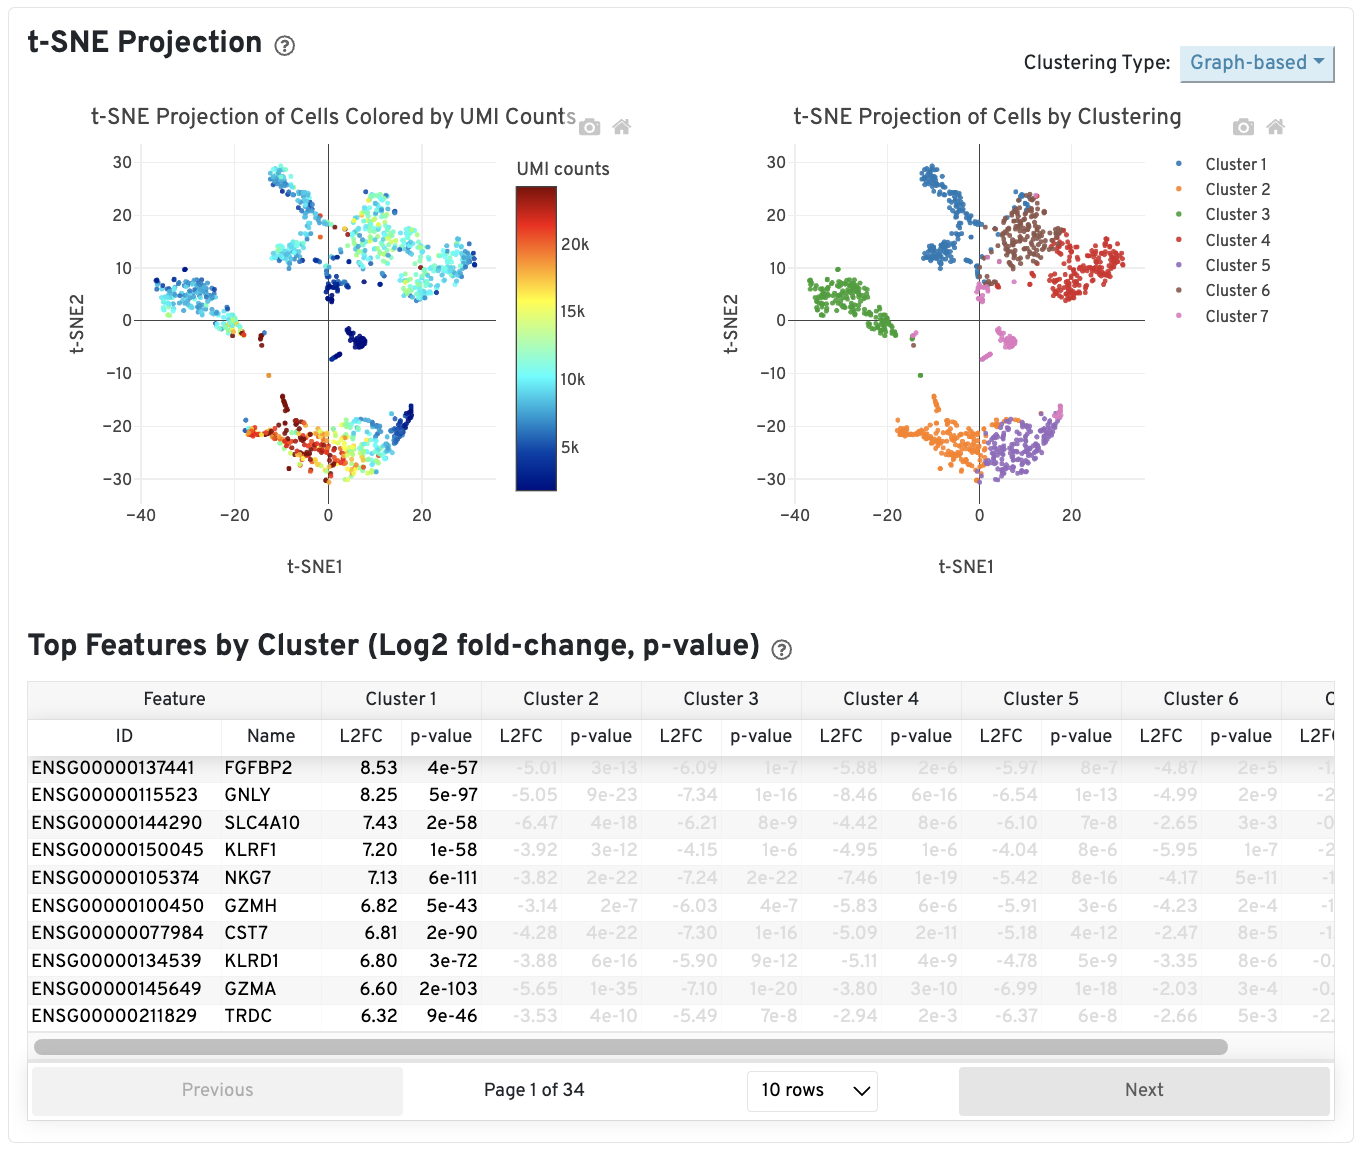 t-SNE Projection ?
Clustering Type: Graph-based
t-SNE Projection of Cells Colored by UMI Counts
30
20
10
0
−10
−20
−30
−40 −20 0 20
t-SNE2
t-SNE1
UMI counts
20k
15k
10k
5k
t-SNE Projection of Cells by Clustering
30
20
10
0
−10
−20
−30
−40 −20 0 20
t-SNE2
t-SNE1
Cluster 1
Cluster 2
Cluster 3
Cluster 4
Cluster 5
Cluster 6
Cluster 7
Top Features by Cluster (Log2 fold-change, p-value) ?
Feature Cluster 1 Cluster 2 Cluster 3 Cluster 4 Cluster 5 Cluster 6
ID Name L2FC p-value L2FC p-value L2FC p-value L2FC p-value L2FC p-value L2FC p-value
ENSG00000137441 FGFBP2 8.53 4e-57 -5.01 3e-13 -6.09 1e-7 -5.88 2e-6 -5.97 8e-7 -4.87 2e-5
ENSG00000115523 GNLY 8.25 5e-97 -5.05 9e-23 -7.34 1e-16 -8.46 6e-16 -6.54 1e-13 -4.99 2e-9
ENSG00000144290 SLC4A10 7.43 2e-58 -6.47 4e-18 -6.21 8e-9 -4.42 8e-6 -6.10 7e-8 -2.65 3e-3
ENSG00000150045 KLRF1 7.20 1e-58 -3.92 3e-12 -4.15 1e-6 -4.95 1e-6 -4.04 8e-6 -5.95 1e-7
ENSG00000105374 NKG7 7.13 6e-111 -3.82 2e-22 -7.24 2e-22 -7.46 1e-19 -5.42 8e-16 -4.17 5e-11
ENSG00000100450 GZMH 6.82 5e-43 -3.14 2e-7 -6.03 4e-7 -5.83 6e-6 -5.91 3e-6 -4.23 2e-4
ENSG00000077984 CST7 6.81 2e-90 -4.28 4e-22 -7.30 1e-16 -5.09 2e-11 -5.18 4e-12 -2.47 8e-5
ENSG00000134539 KLRD1 6.80 3e-72 -3.88 6e-16 -5.90 9e-12 -5.11 4e-9 -4.78 5e-9 -3.35 8e-6
ENSG00000145649 GZMA 6.60 2e-103 -5.65 1e-35 -7.10 1e-20 -3.80 3e-10 -6.99 1e-18 -2.03 3e-4
ENSG00000211829 TRDC 6.32 9e-46 -3.53 4e-10 -5.49 7e-8 -2.94 2e-3 -6.37 6e-8 -2.66 5e-3
Previous Page 1 of 34 10 rows Next